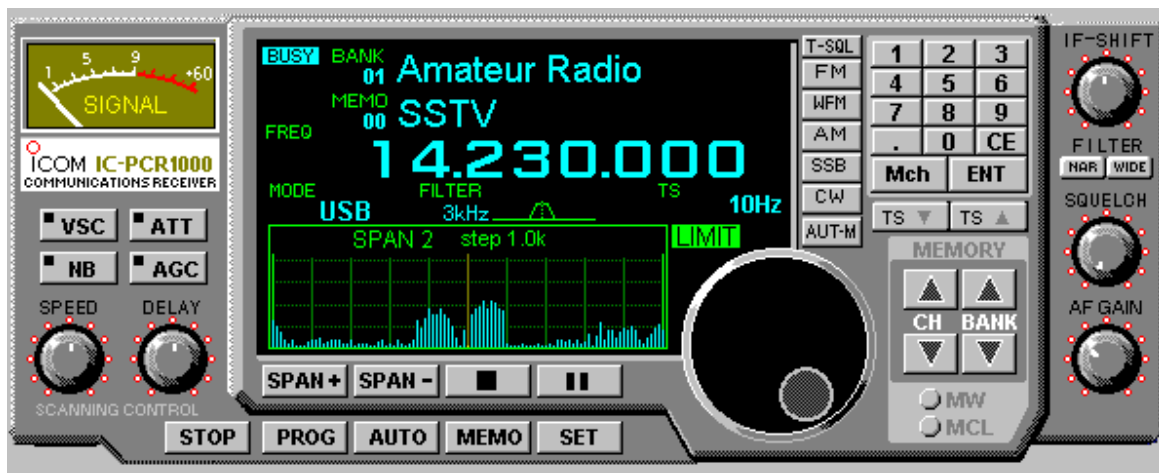 1 5 9 +60
SIGNAL
ICOM IC-PCR1000
COMMUNICATIONS RECEIVER
VSC ATT
NB AGC
SPEED DELAY
SCANNING CONTROL
BUSY BANK 01 Amateur Radio
MEMO 00 SSTV
FREQ
14.230.000
MODE FILTER TS
USB 3kHz 10Hz
SPAN 2 step 1.0k LIMIT
SPAN+ SPAN-
STOP PROG AUTO MEMO SET
T-SQL
FM
WFM
AM
SSB
CW
AUT-M
1 2 3
4 5 6
7 8 9
. 0 CE
Mch ENT
TS ▼ TS ▲
MEMORY
CH BANK
MW
MCL
IF-SHIFT
FILTER
NAR WIDE
SQUELCH
AF GAIN